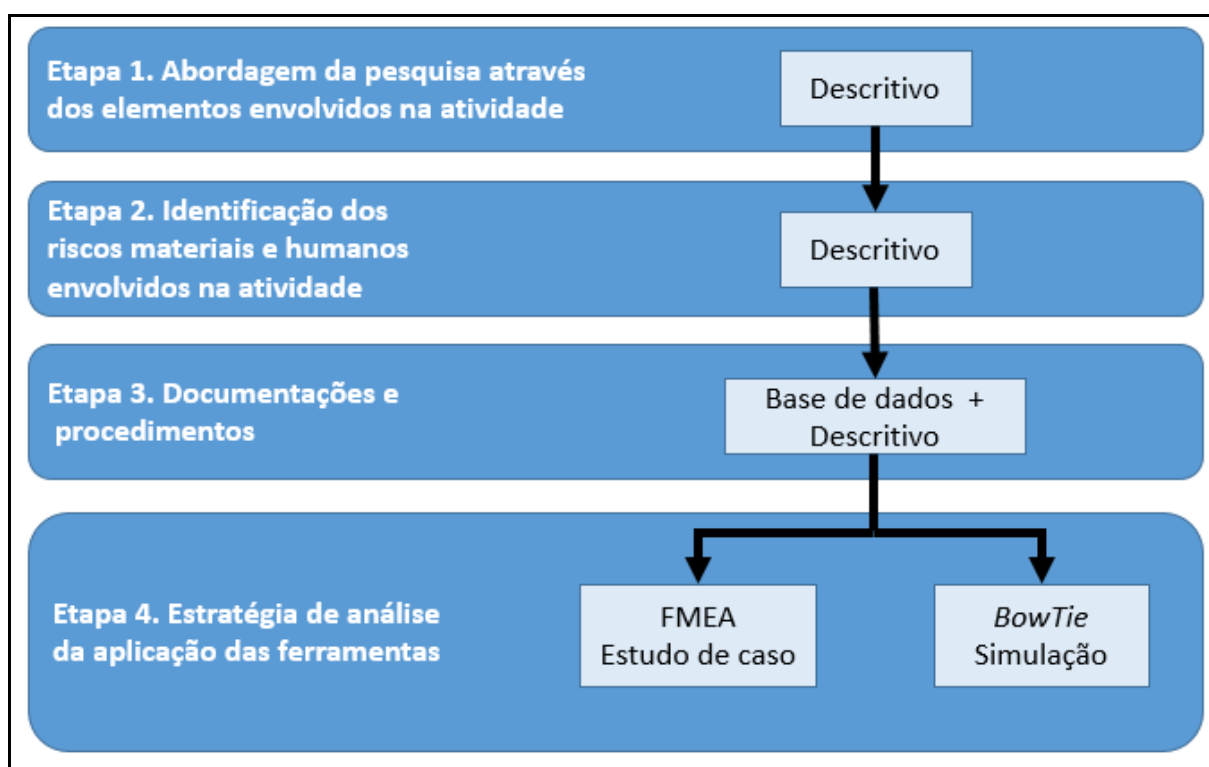 Etapa 1. Abordagem da pesquisa através
dos elementos envolvidos na atividade
Descritivo
Etapa 2. Identificação dos
riscos materiais e humanos
envolvidos na atividade
Descritivo
Etapa 3. Documentações e
procedimentos
Base de dados +
Descritivo
Etapa 4. Estratégia de análise
da aplicação das ferramentas
FMEA
Estudo de caso
BowTie
Simulação